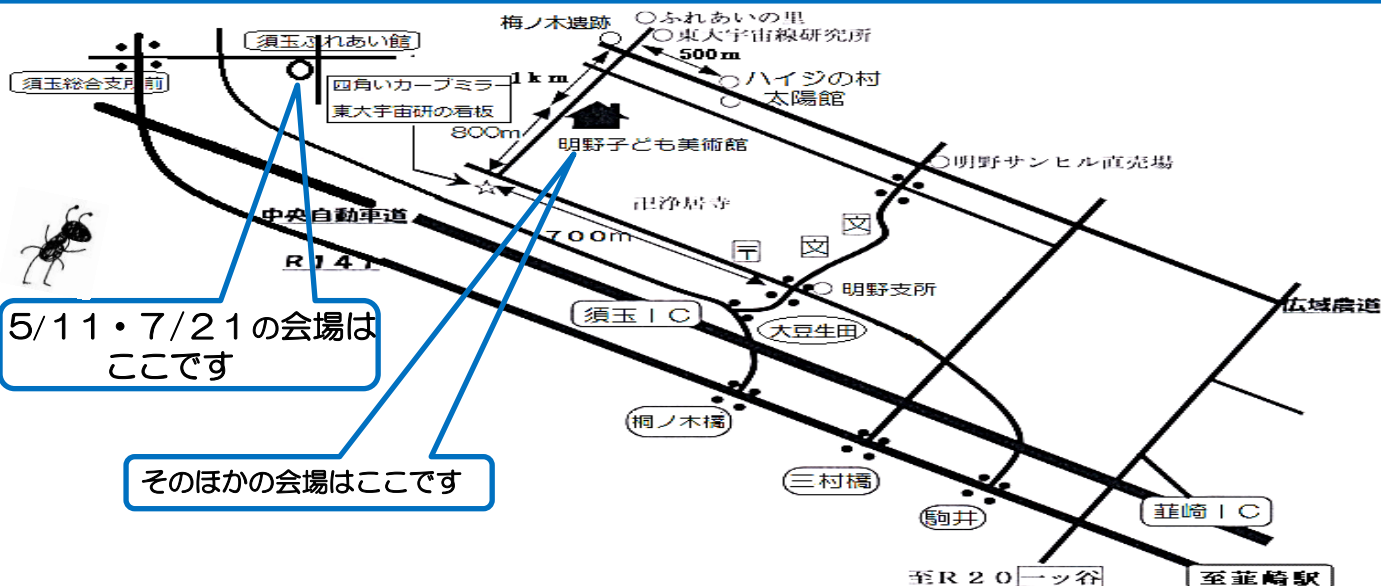 梅ノ木遺跡
○ふれあいの里
○東大宇宙線研究所
須玉ふれあい館
500m
須玉総合支所前
四角いカーブミラー
東大宇宙研の看板
1km
○ハイジの村
○太陽館
800m
明野子ども美術館
○明野サンヒル直売場
卍浄居寺
中央自動車道
700m
文
文
〒
R141
○明野支所
5/11・7/21の会場は
ここです
須玉IC
大豆生田
広域農道
桐ノ木橋
そのほかの会場はここです
三村橋
駒井
韮崎IC
至R20一ツ谷
至韮崎駅